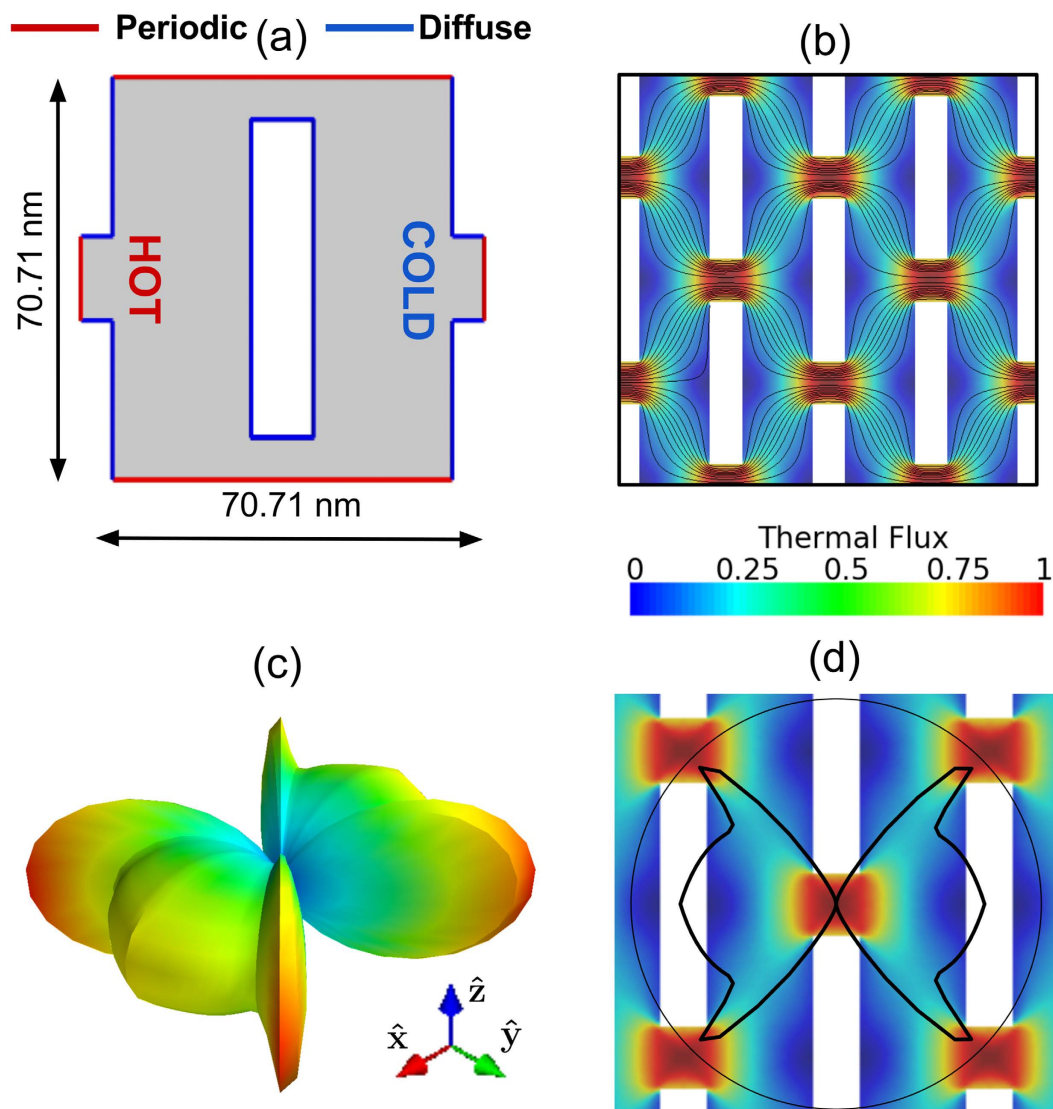 Periodic
(a)
Diffuse
(b)
70.71 nm
HOT
COLD
70.71 nm
Thermal Flux
0 0.25 0.5 0.75 1
(c)
(d)
ẑ
x̂ ŷ